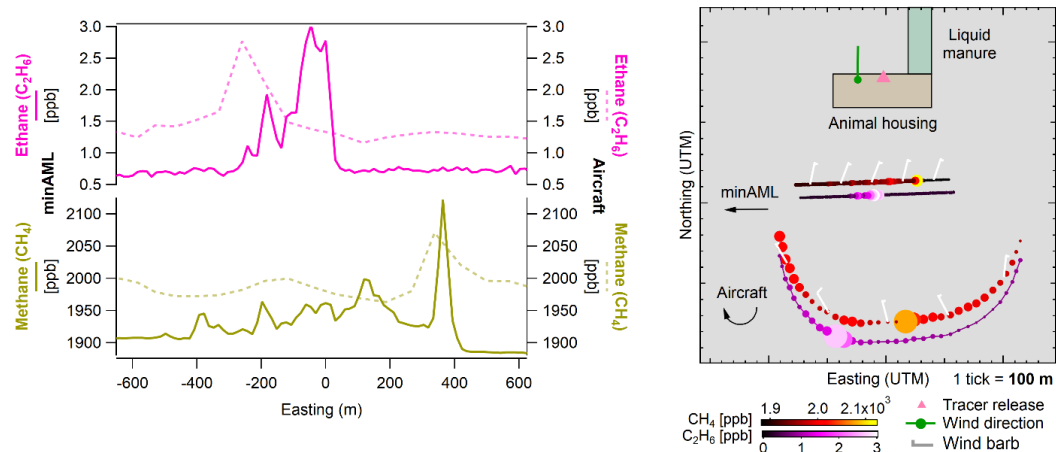 Ethane (C2H6)
[ppb]
minAML
3.0
2.5
2.0
1.5
1.0
0.5
3.0
2.5
2.0
1.5
1.0
0.5
Aircraft
[ppb]
Ethane (C2H6)
Methane (CH4)
[ppb]
2100
2050
2000
1950
1900
2100
2050
2000
1950
1900
[ppb]
Methane (CH4)
-600 -400 -200 0 200 400 600
Easting (m)
Northing (UTM)
Liquid
manure
Animal housing
minAML
Aircraft
Easting (UTM) 1 tick = 100 m
CH4 [ppb] 1.9 2.0 2.1x10³
C2H6 [ppb] 0 1 2 3
Tracer release
Wind direction
Wind barb